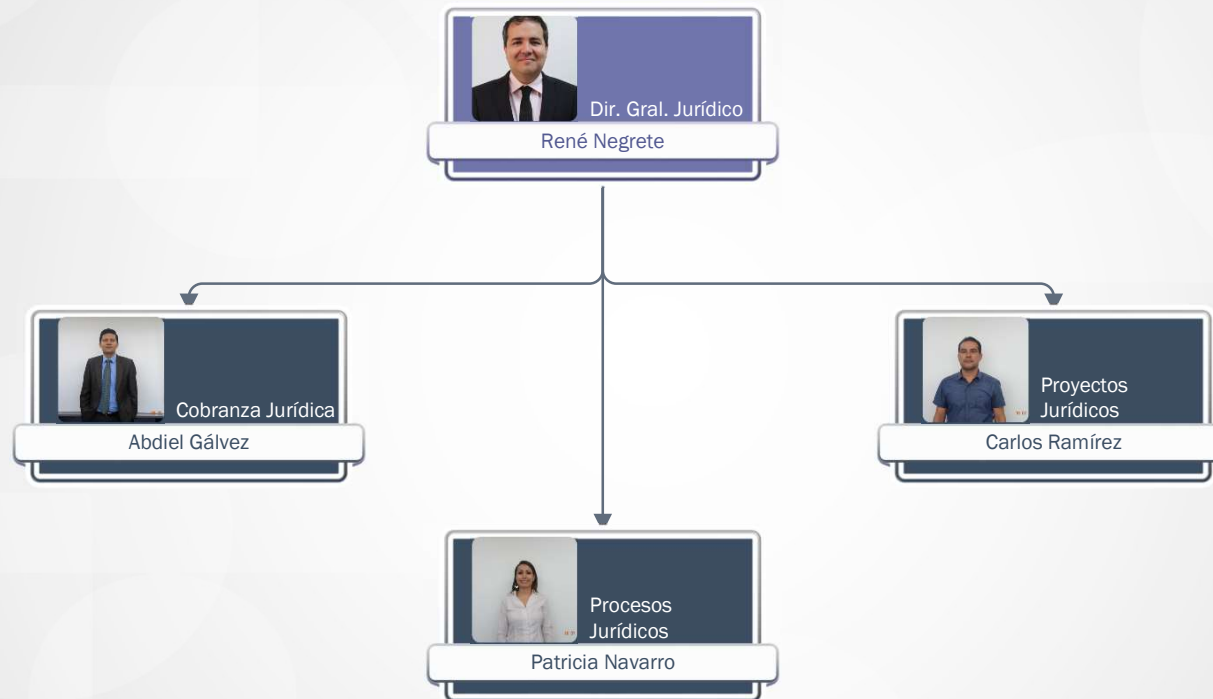 Dir. Gral. Jurídico
René Negrete
Cobranza Jurídica
Abdiel Gálvez
Proyectos
Jurídicos
Carlos Ramírez
Procesos
Jurídicos
Patricia Navarro